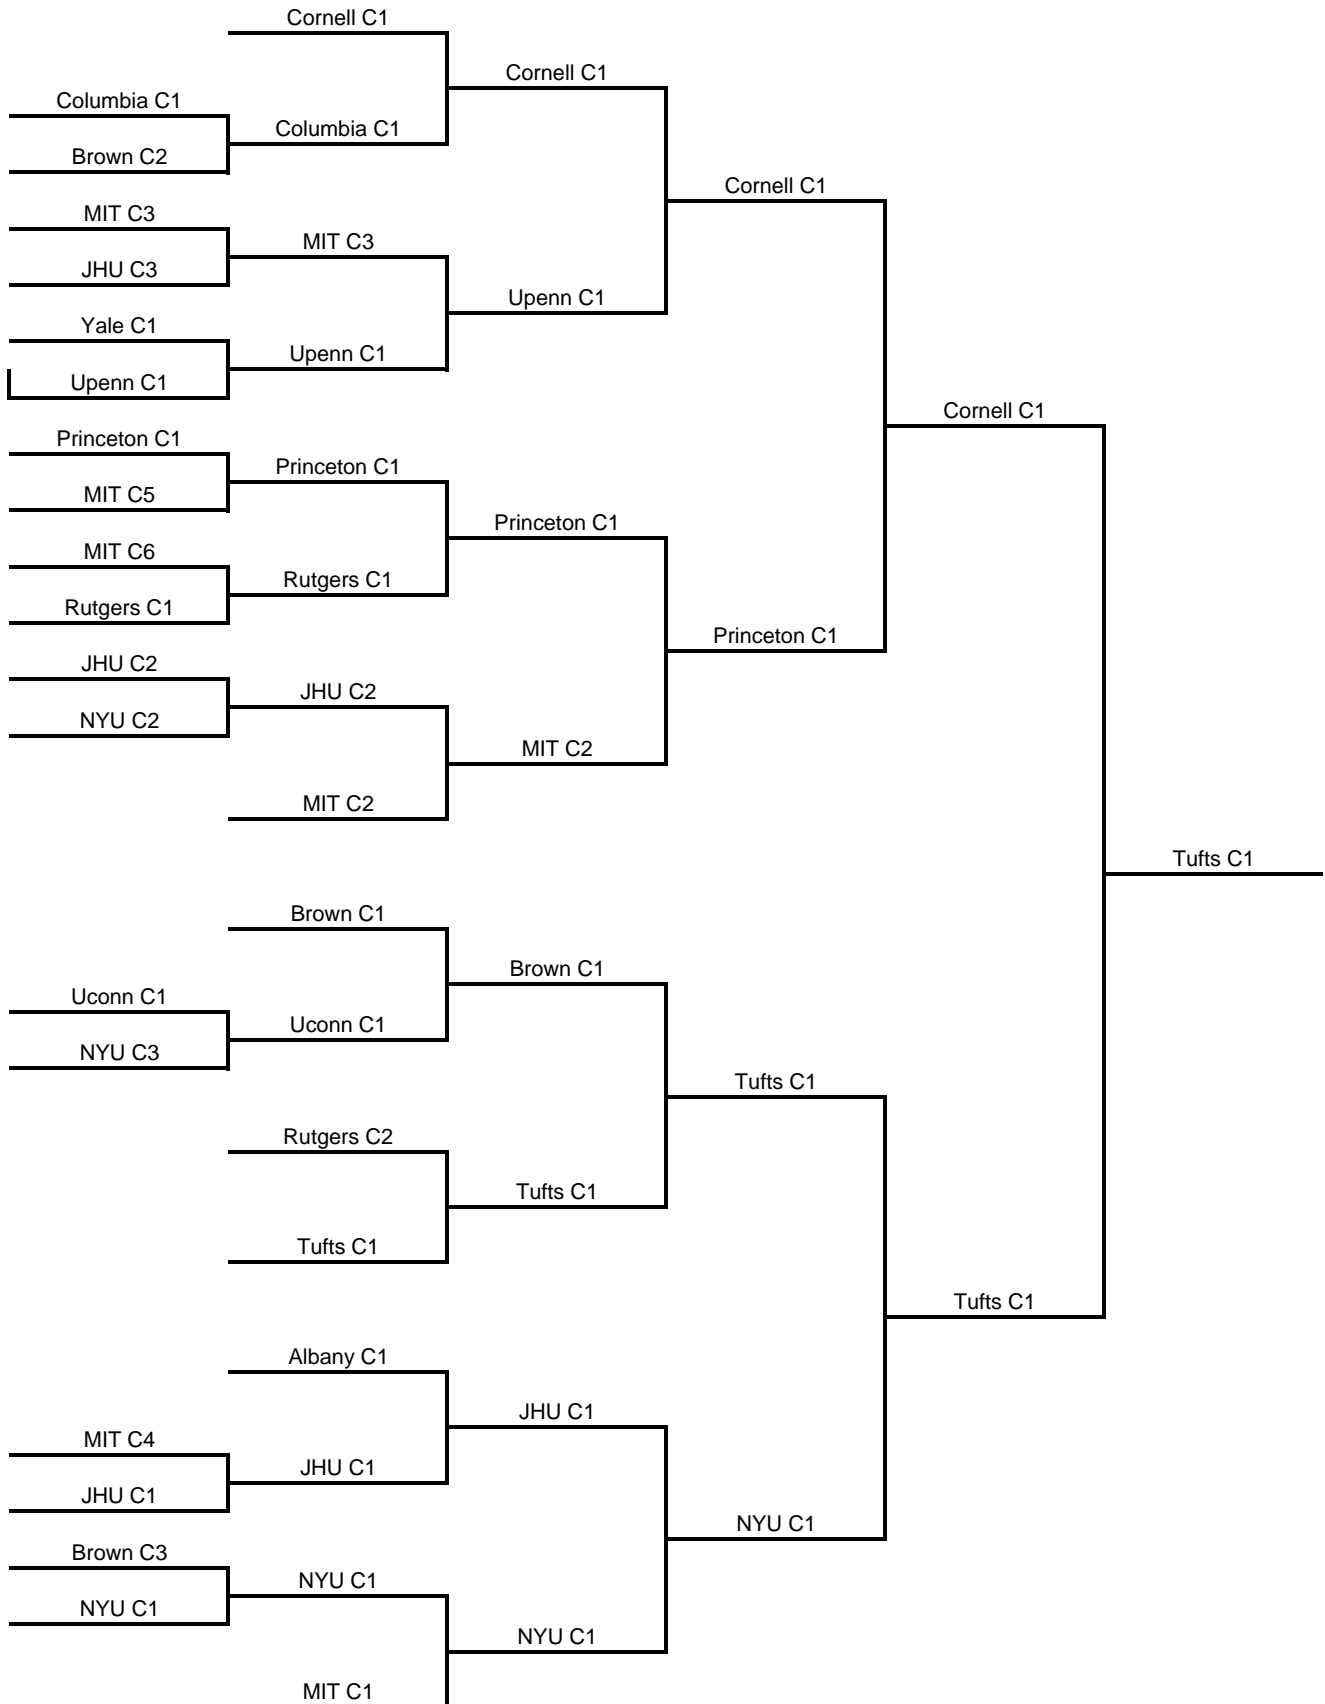 Cornell C1
Cornell C1
Columbia C1
Columbia C1
Brown C2
Cornell C1
MIT C3
MIT C3
JHU C3
Upenn C1
Yale C1
Upenn C1
Upenn C1
Cornell C1
Princeton C1
Princeton C1
MIT C5
Princeton C1
MIT C6
Rutgers C1
Rutgers C1
Princeton C1
JHU C2
JHU C2
NYU C2
MIT C2
MIT C2
Tufts C1
Brown C1
Brown C1
Uconn C1
Uconn C1
NYU C3
Tufts C1
Rutgers C2
Tufts C1
Tufts C1
Tufts C1
Albany C1
JHU C1
MIT C4
JHU C1
JHU C1
NYU C1
Brown C3
NYU C1
NYU C1
NYU C1
MIT C1